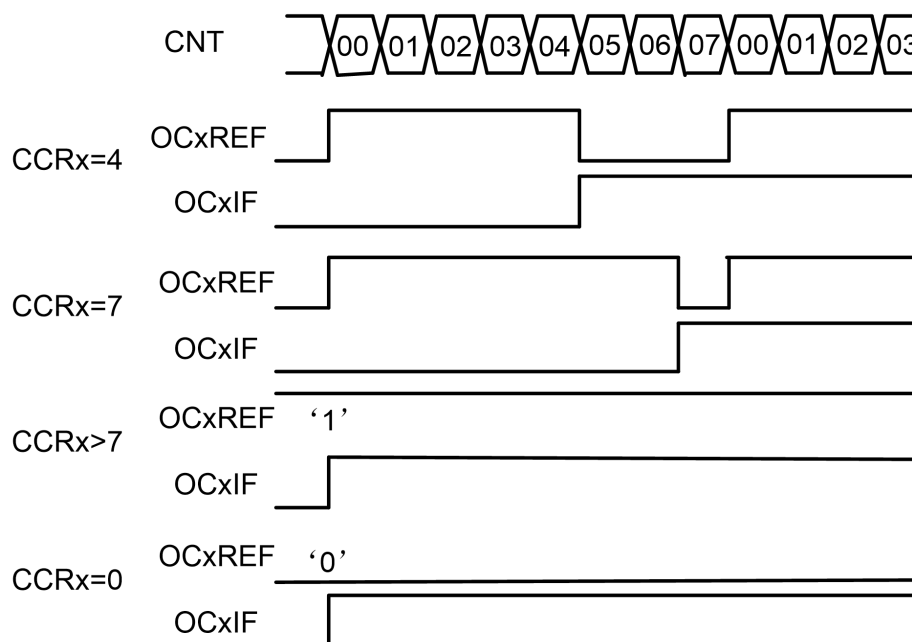 CNT 00 01 02 03 04 05 06 07 00 01 02 03
CCRx=4
OCxREF
OCxIF
CCRx=7
OCxREF
OCxIF
CCRx>7
OCxREF ‘1’
OCxIF
CCRx=0
OCxREF ‘0’
OCxIF